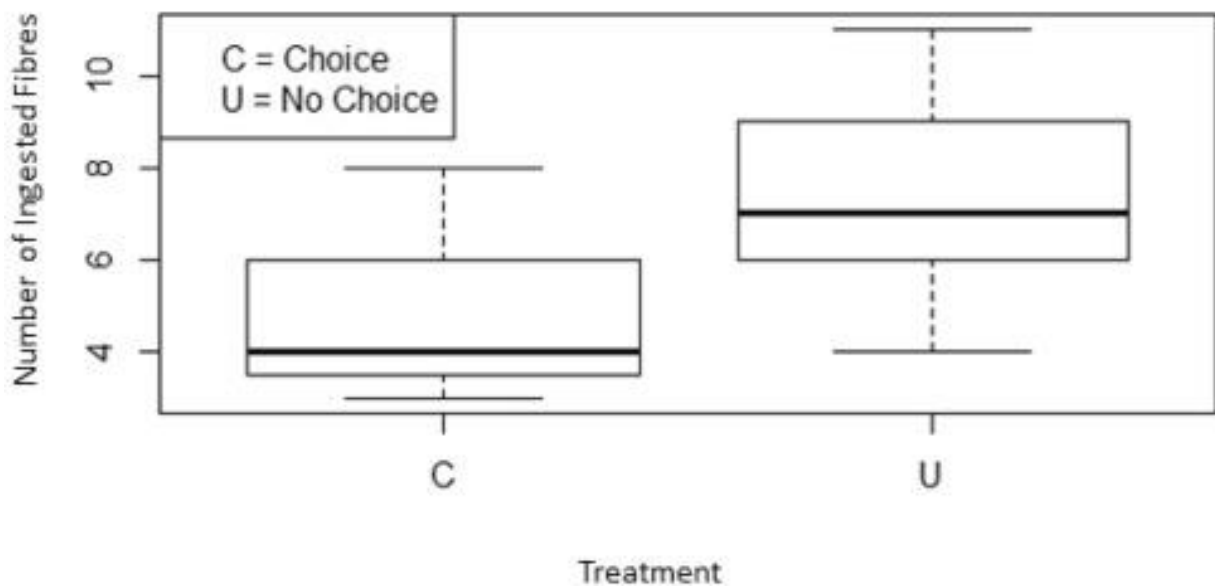 Number of Ingested Fibres
C = Choice
U = No Choice
10
8
6
4
C
U
Treatment